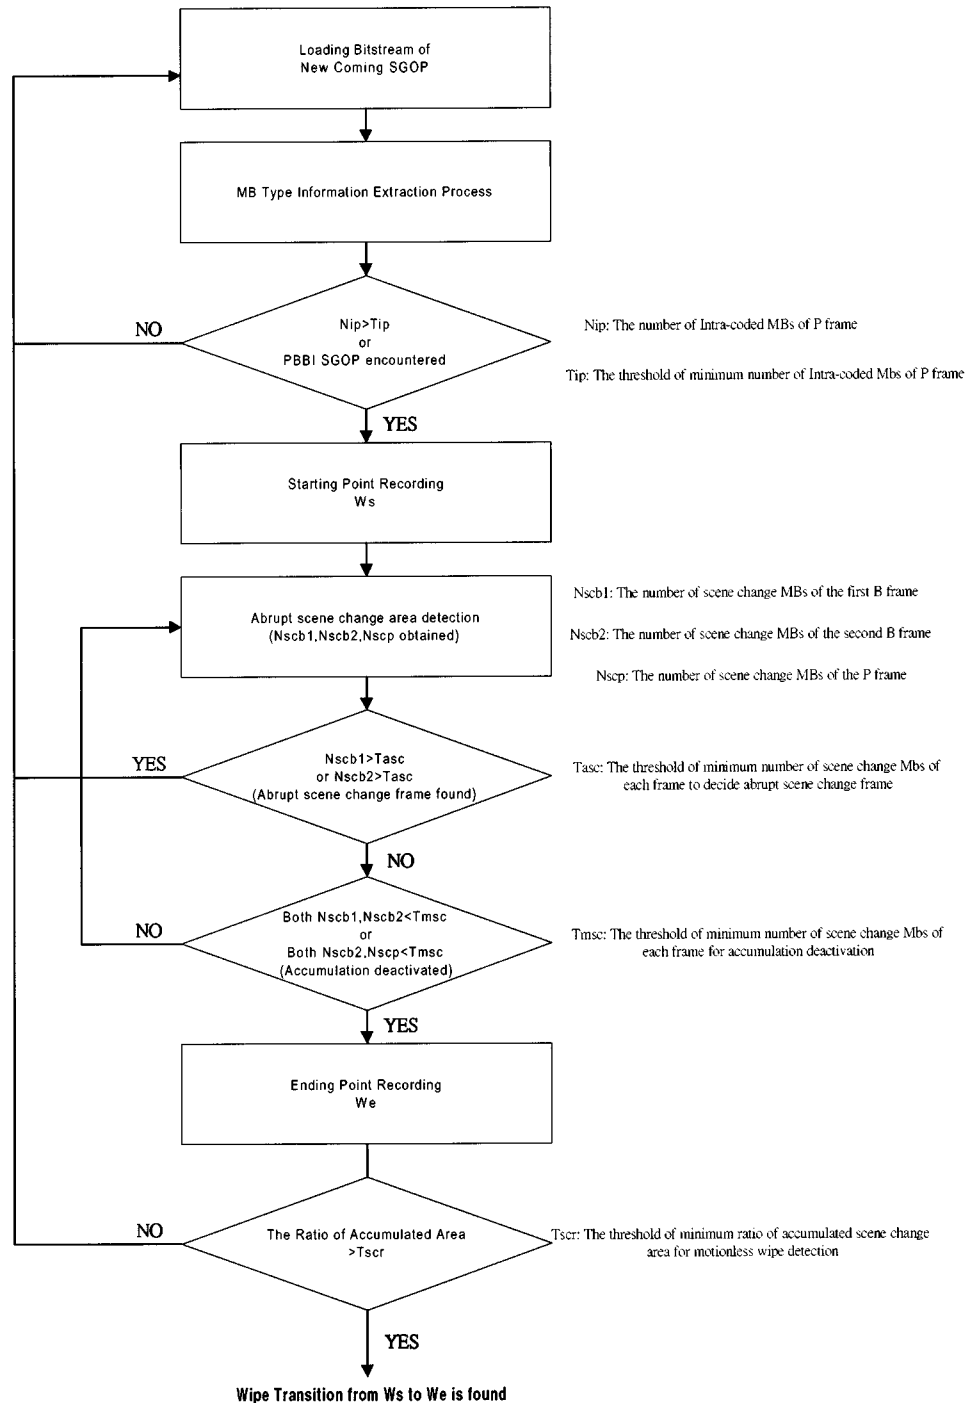 Loading Bitstream of
New Coming SGOP
MB Type Information Extraction Process
Nip>Tip
or
PBBI SGOP encountered
NO
YES
Nip: The number of Intra-coded MBs of P frame
Tip: The threshold of minimum number of Intra-coded Mbs of P frame
Starting Point Recording
Ws
Abrupt scene change area detection
(Nscb1,Nscb2,Nscp obtained)
Nscb1: The number of scene change MBs of the first B frame
Nscb2: The number of scene change MBs of the second B frame
Nscp: The number of scene change MBs of the P frame
YES
Nscb1>Tasc
or Nscb2>Tasc
(Abrupt scene change frame found)
Tasc: The threshold of minimum number of scene change Mbs of
each frame to decide abrupt scene change frame
NO
NO
Both Nscb1,Nscb2<Tmsc
or
Both Nscb2,Nscp<Tmsc
(Accumulation deactivated)
Tmsc: The threshold of minimum number of scene change Mbs of
each frame for accumulation deactivation
YES
Ending Point Recording
We
NO
The Ratio of Accumulated Area
>Tscr
Tscr: The threshold of minimum ratio of accumulated scene change
area for motionless wipe detection
YES
Wipe Transition from Ws to We is found